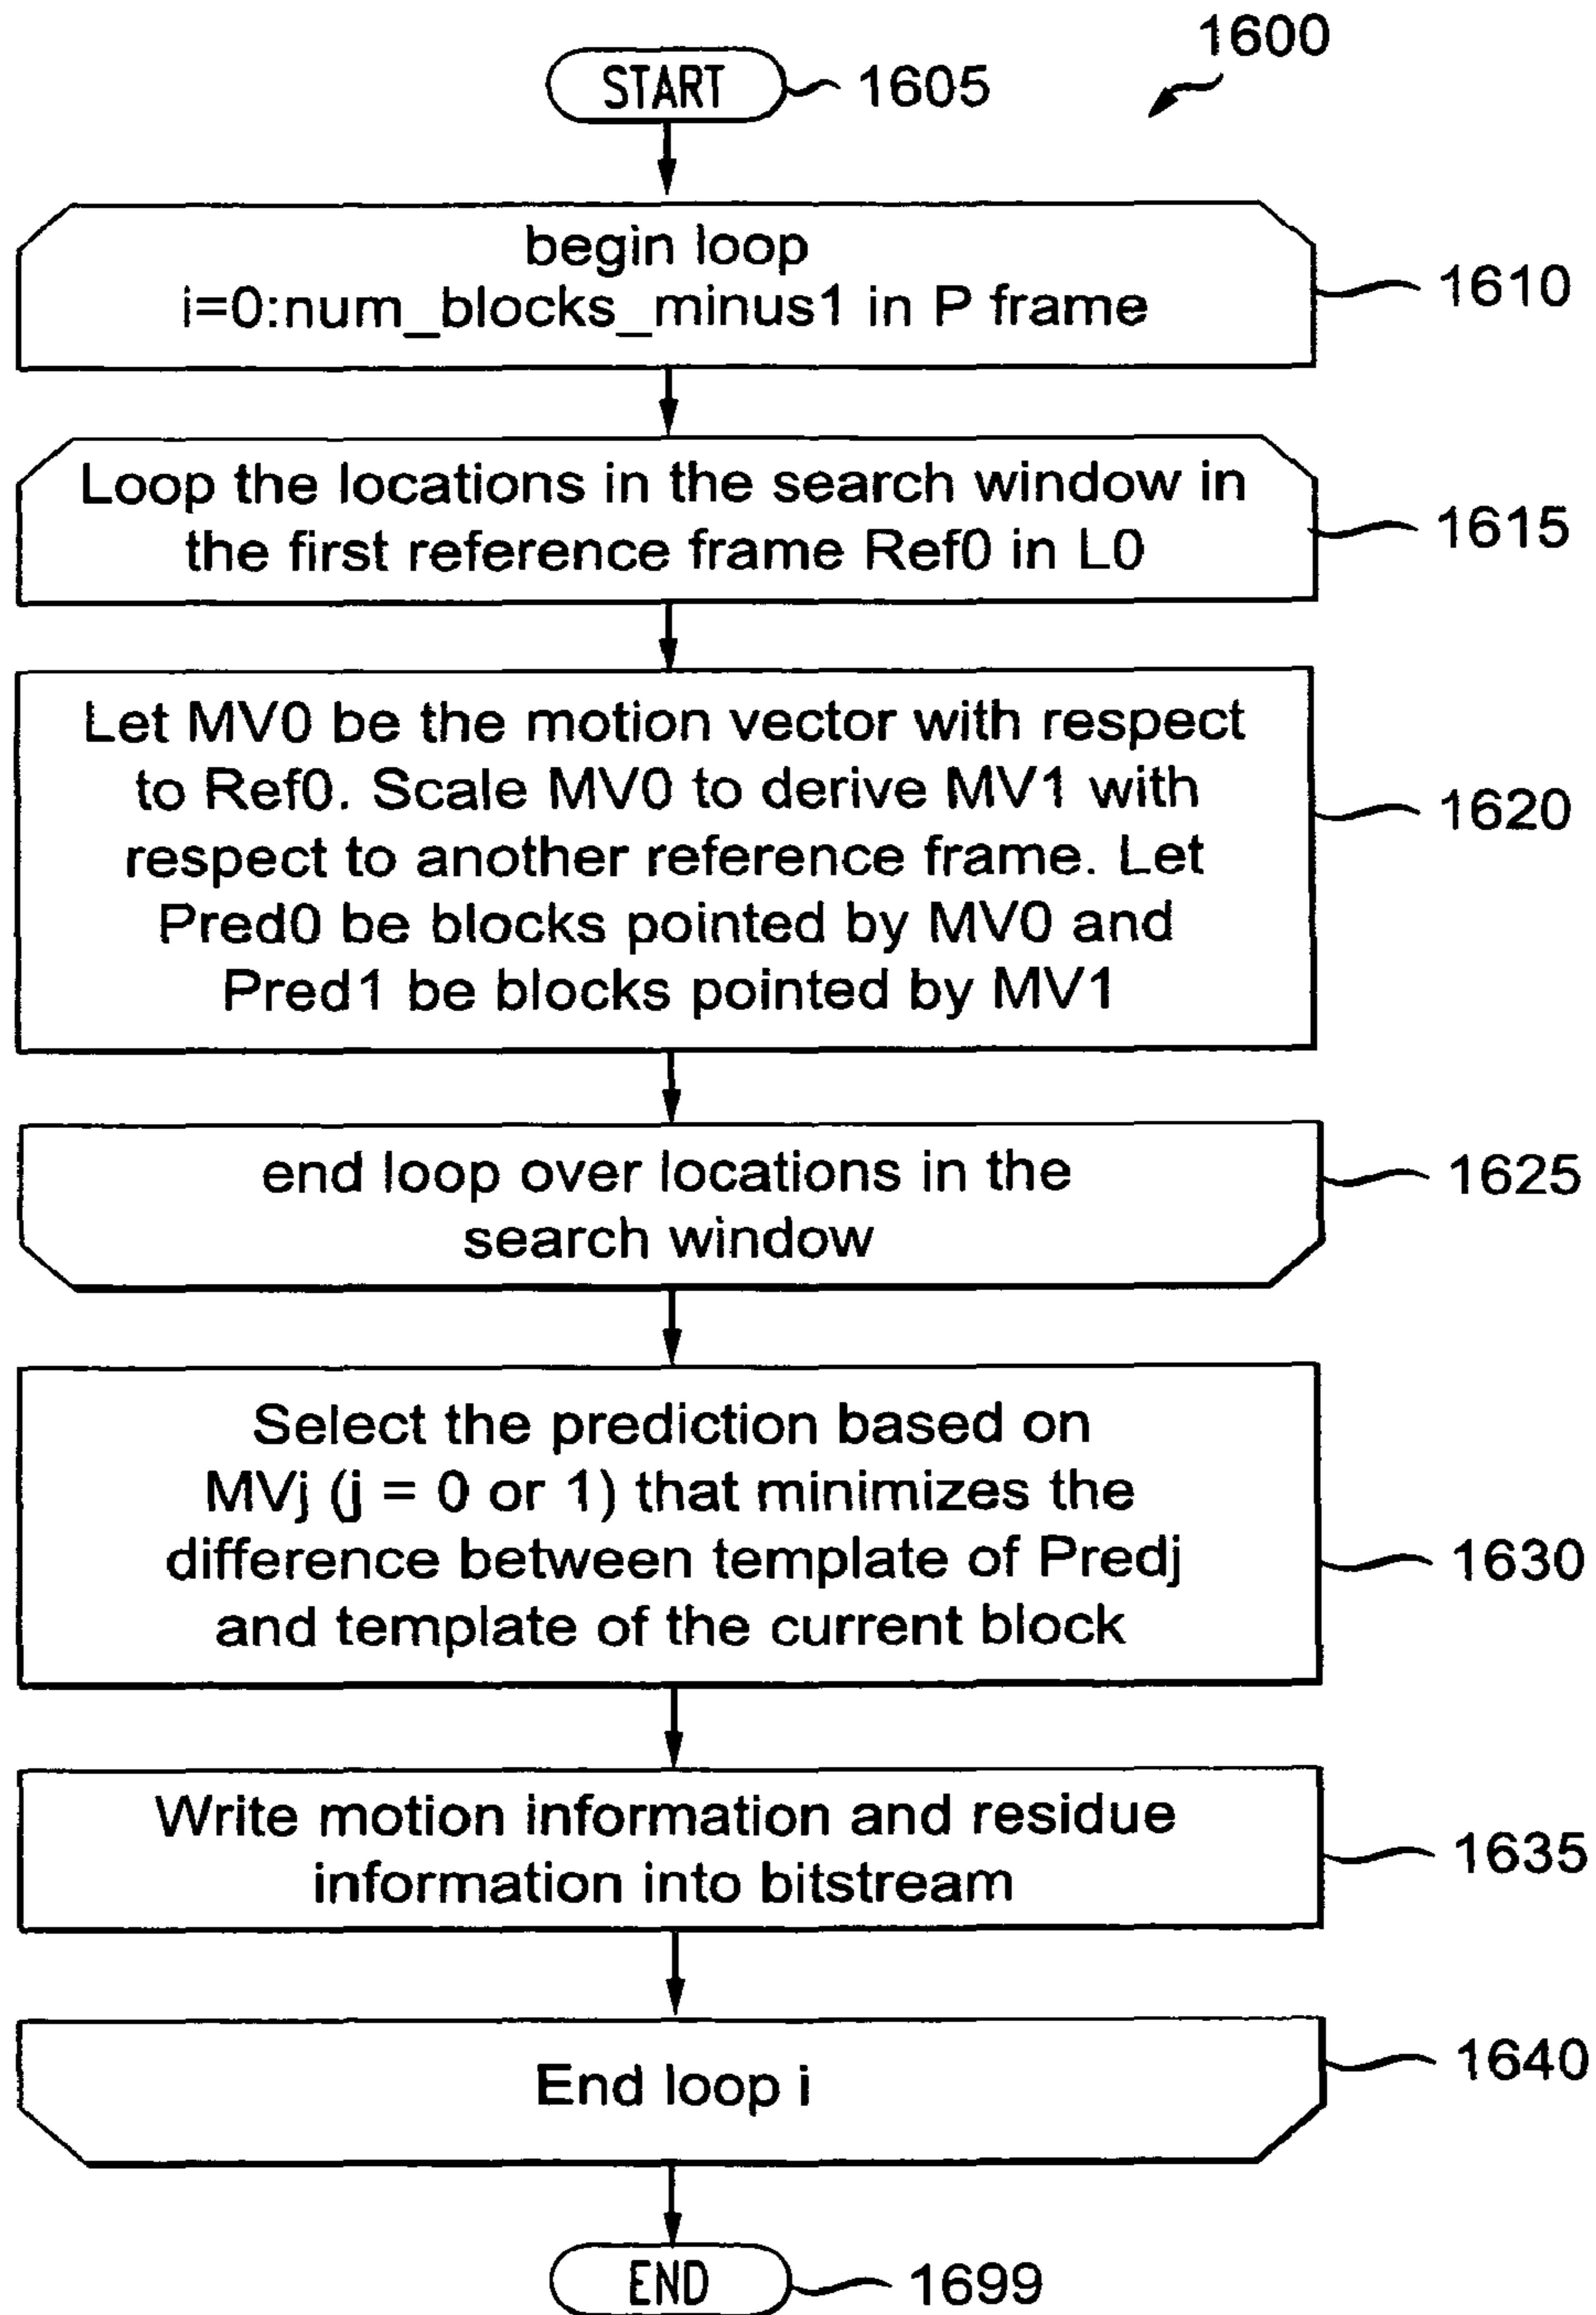 1600
START
1605
begin loop
i=0:num_blocks_minus1 in P frame
1610
Loop the locations in the search window in
the first reference frame Ref0 in L0
1615
Let MV0 be the motion vector with respect
to Ref0. Scale MV0 to derive MV1 with
respect to another reference frame. Let
Pred0 be blocks pointed by MV0 and
Pred1 be blocks pointed by MV1
1620
end loop over locations in the
search window
1625
Select the prediction based on
MVj (j = 0 or 1) that minimizes the
difference between template of Predj
and template of the current block
1630
Write motion information and residue
information into bitstream
1635
End loop i
1640
END
1699